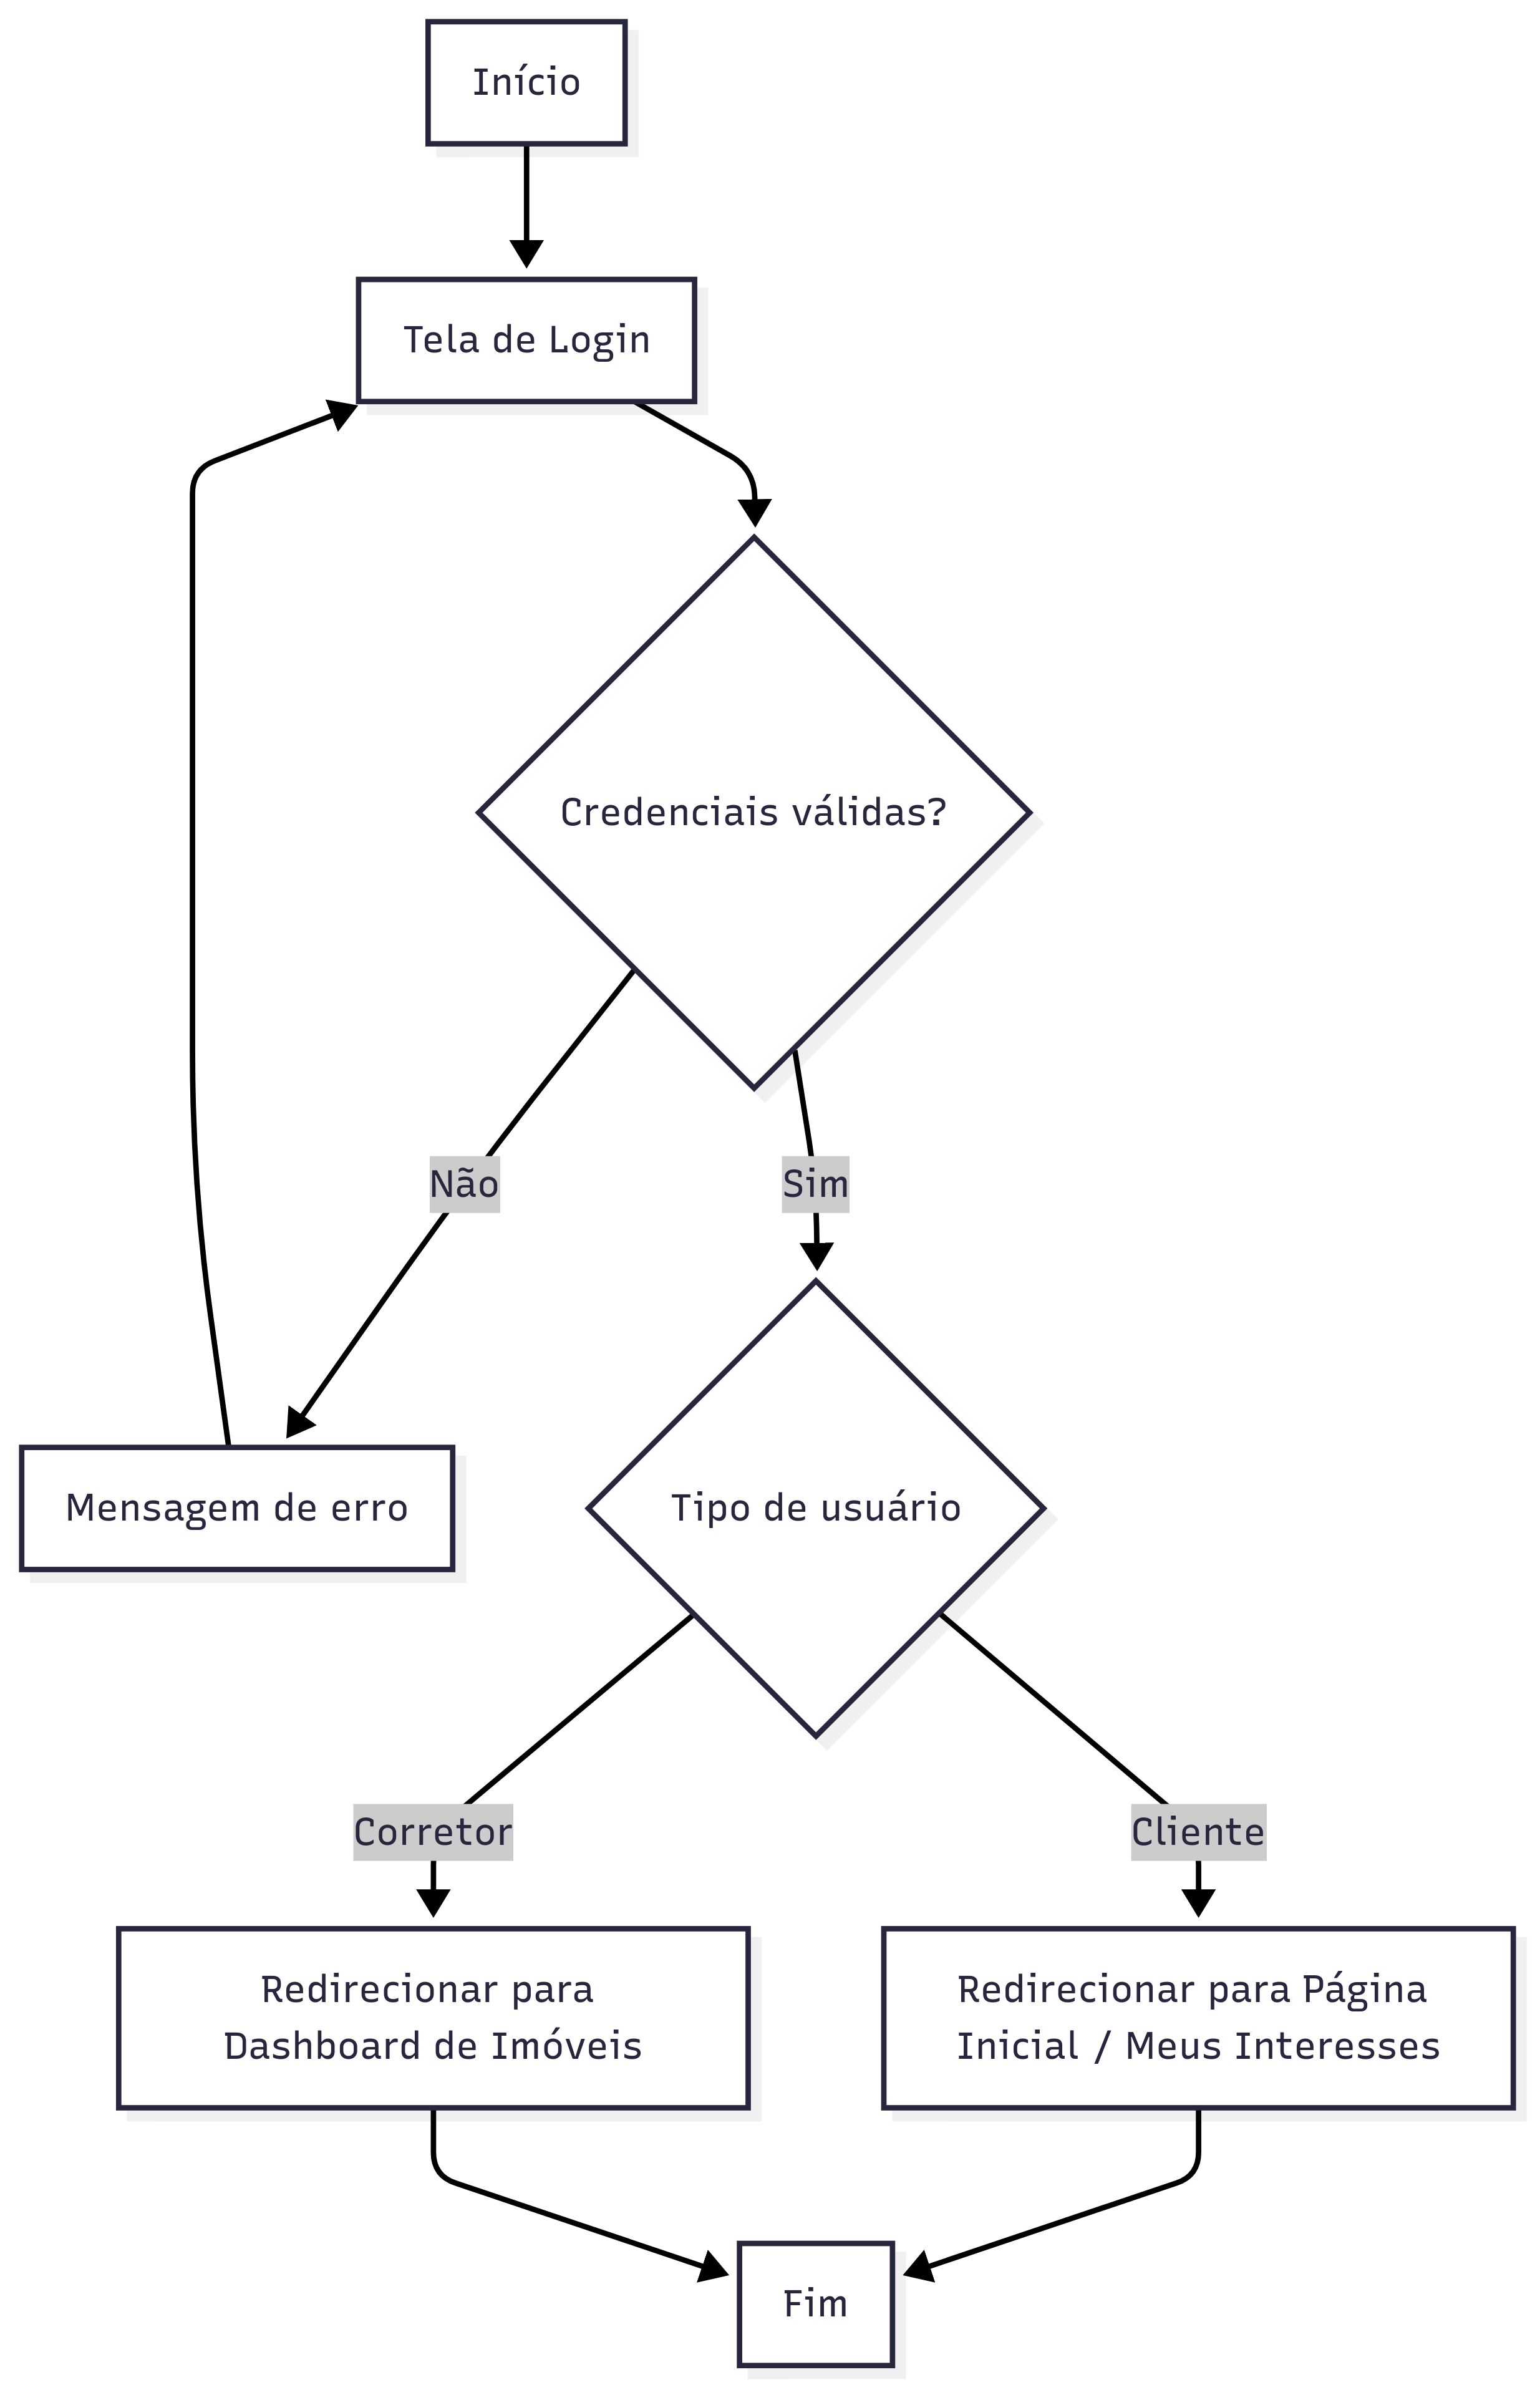 Início
Tela de Login
Credenciais válidas?
Não
Sim
Mensagem de erro
Tipo de usuário
Corretor
Cliente
Redirecionar para
Dashboard de Imóveis
Redirecionar para Página
Inicial / Meus Interesses
Fim